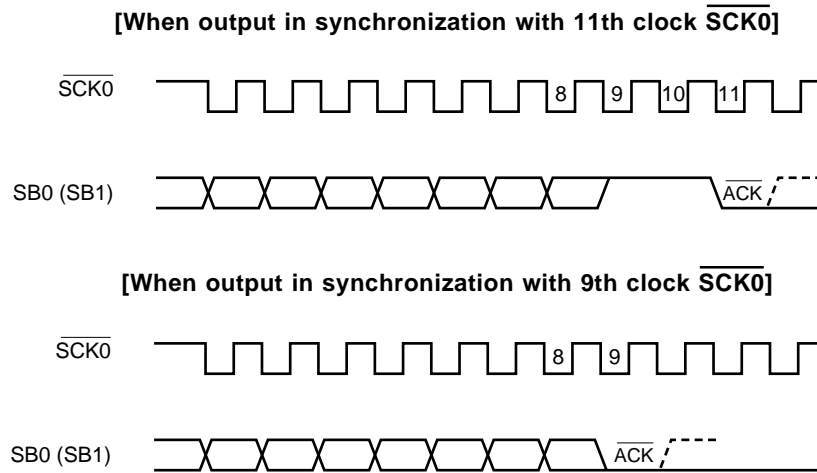 [When output in synchronization with 11th clock SCK0]
SCK0
8 9 10 11
SB0 (SB1)
ACK
[When output in synchronization with 9th clock SCK0]
SCK0
8 9
SB0 (SB1)
ACK